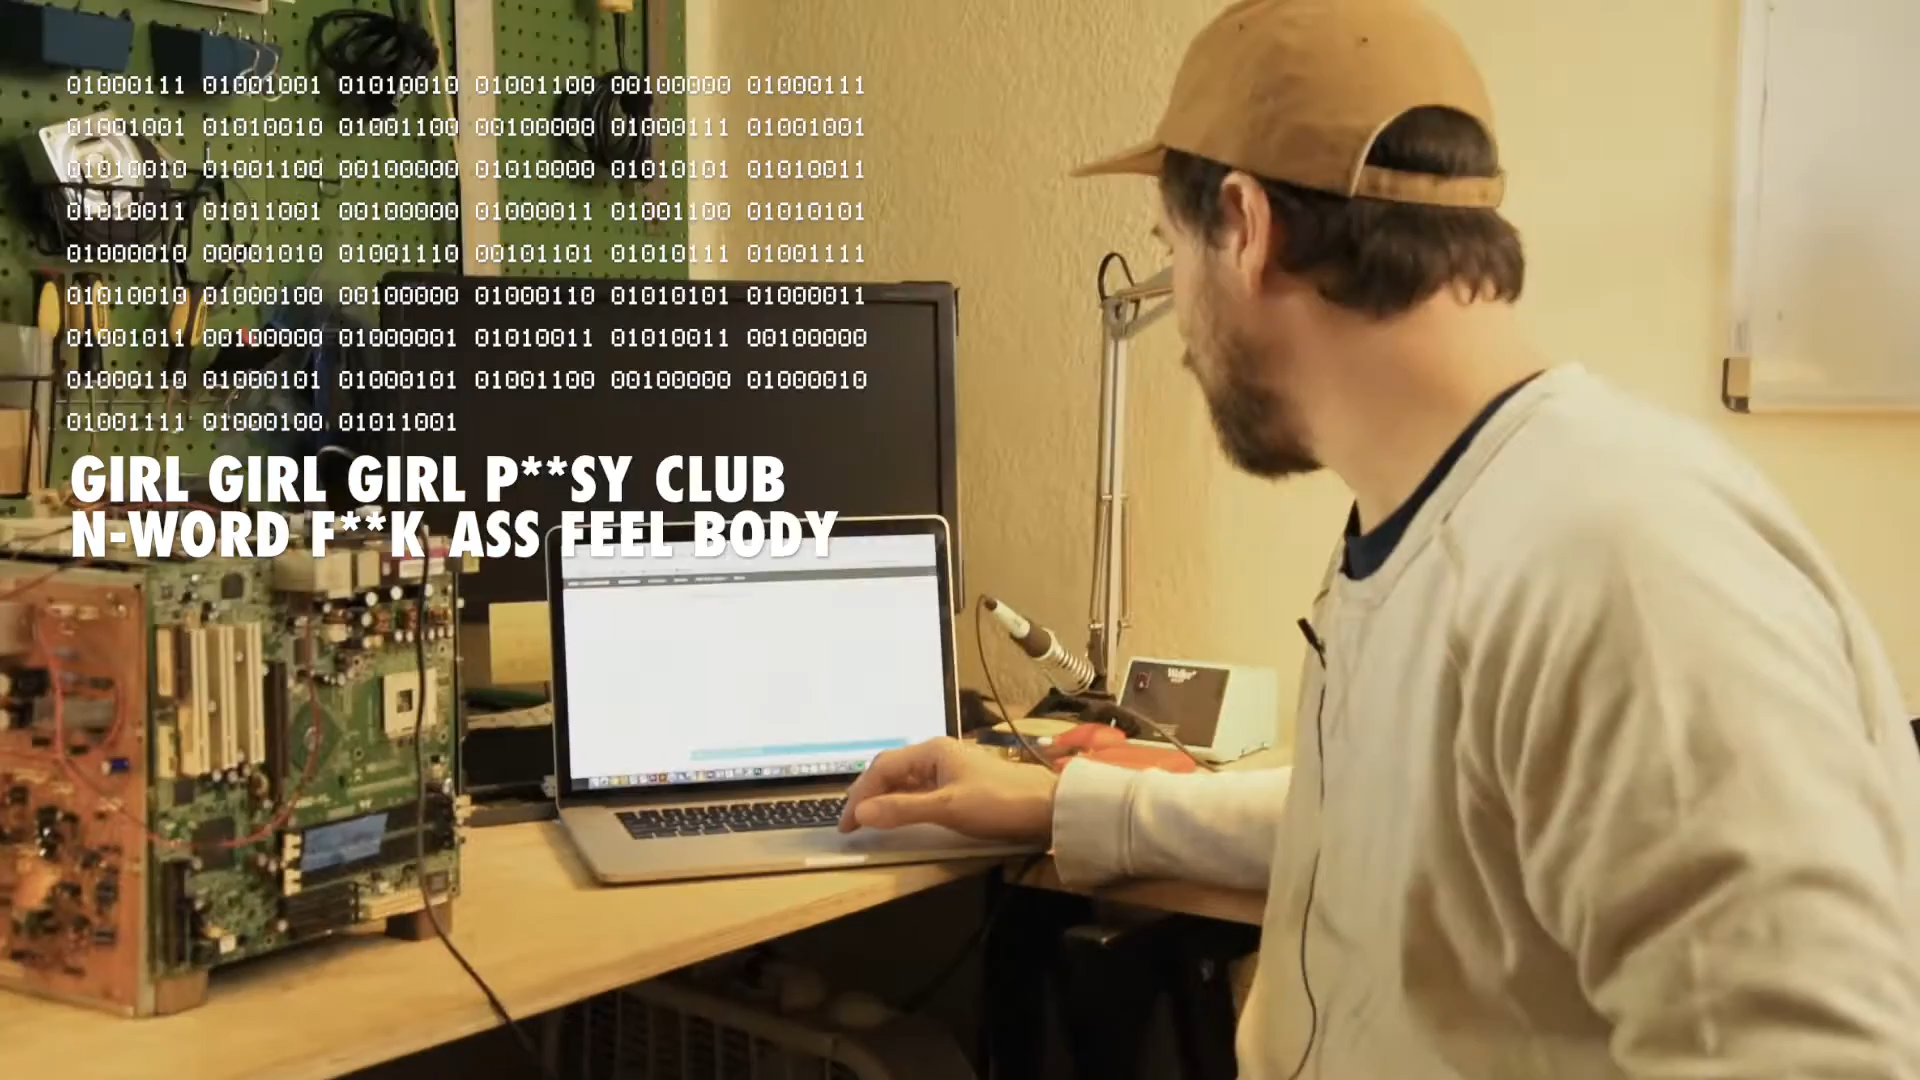 01000111 01001001 01010010 01001100 00100000 01000111
01001001 01010010 01001100 00100000 01000111 01001001
01010010 01001100 00100000 01010000 01010101 01010011
01010011 01011001 00100000 01000011 01001100 01010101
01000010 00001010 01001110 00101101 01010111 01001111
01010010 01000100 00100000 01000110 01010101 01000011
01001011 00100000 01000001 01010011 01010011 00100000
01000110 01000101 01000101 01001100 00100000 01000010
01001111 01000100 01011001
GIRL GIRL GIRL P**SY CLUB
N-WORD F**K ASS FEEL BODY
Weller